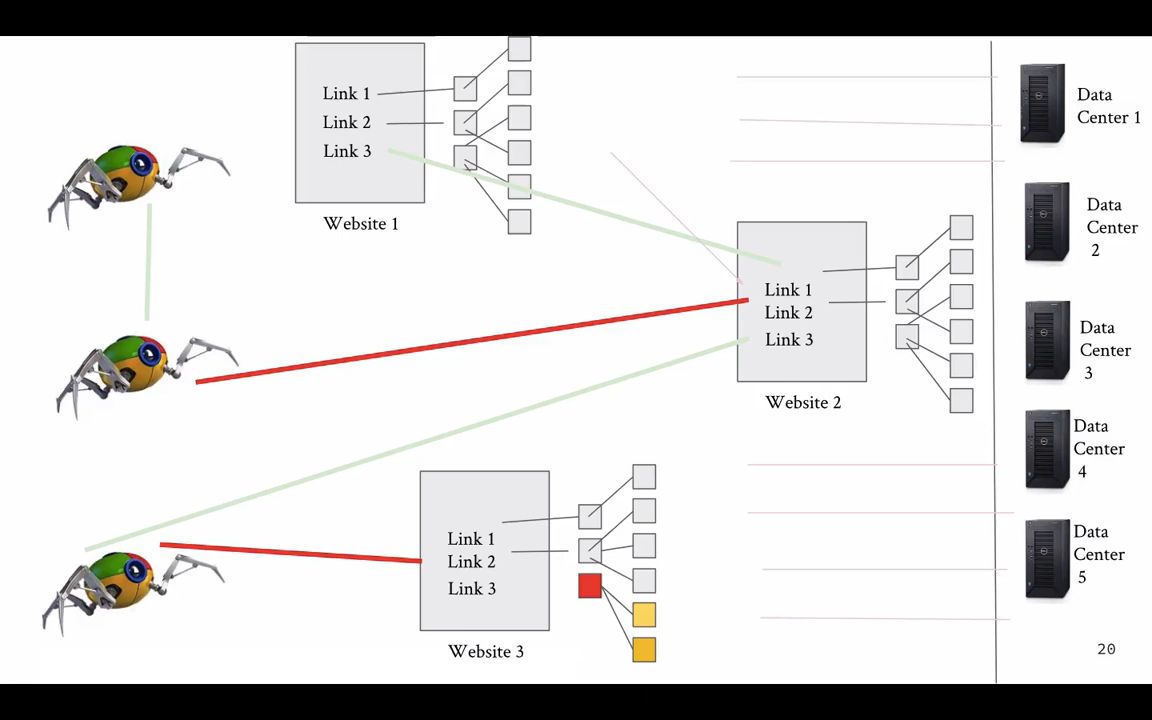 Link 1
Link 2
Link 3
Website 1
Link 1
Link 2
Link 3
Website 2
Link 1
Link 2
Link 3
Website 3
Data
Center 1
Data
Center
2
Data
Center
3
Data
Center
4
Data
Center
5
20